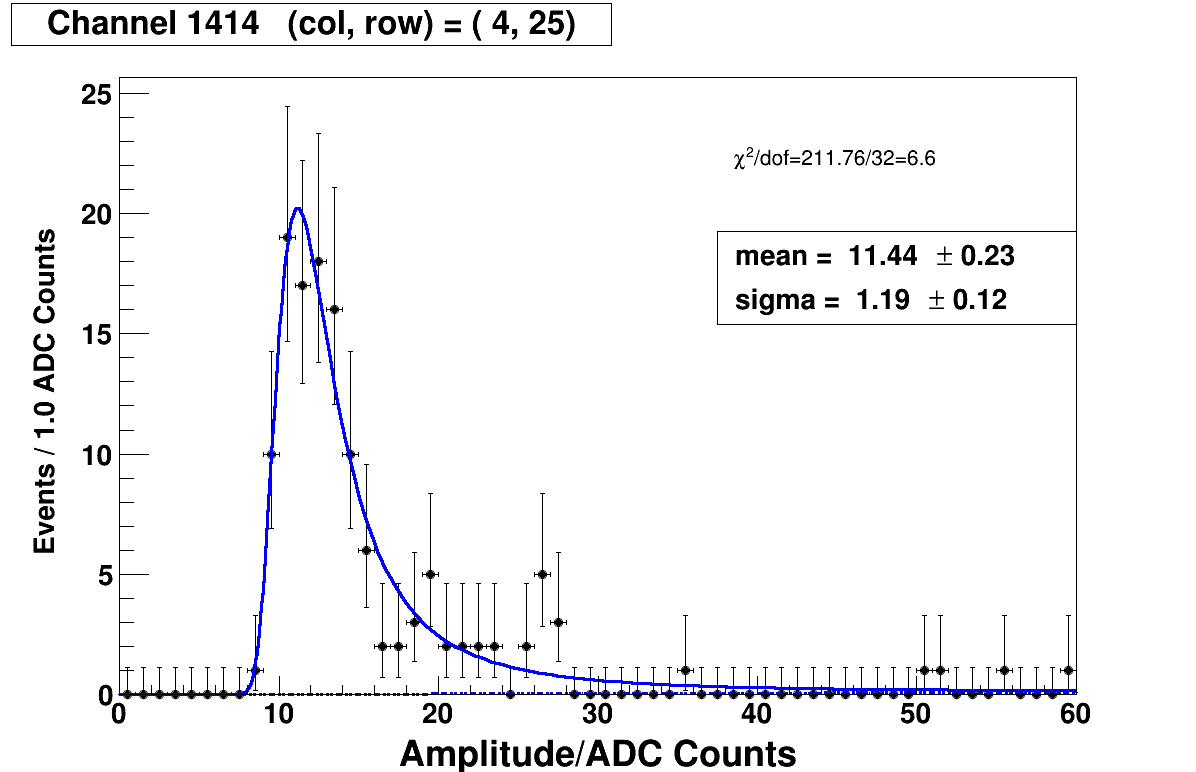 Channel 1414 (col, row) = ( 4, 25)
25
χ²/dof=211.76/32=6.6
20
mean = 11.44 ± 0.23
sigma = 1.19 ± 0.12
15
10
5
0
Events / 1.0 ADC Counts
0 10 20 30 40 50 60
Amplitude/ADC Counts